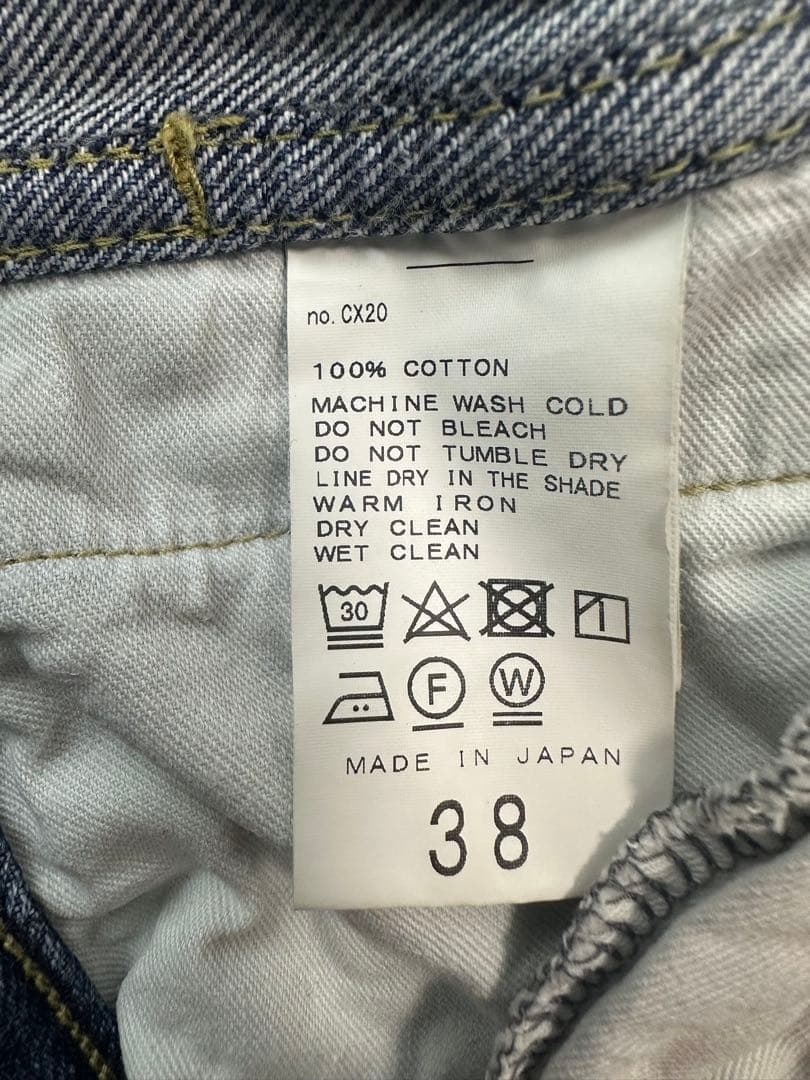 no. CX20
100% COTTON
MACHINE WASH COLD
DO NOT BLEACH
DO NOT TUMBLE DRY
LINE DRY IN THE SHADE
WARM IRON
DRY CLEAN
WET CLEAN
30
F W
MADE IN JAPAN
38